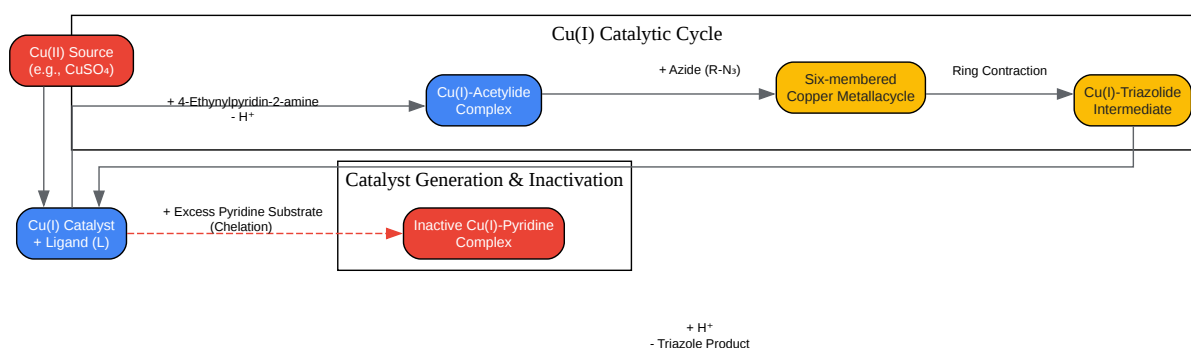 Cu(I) Catalytic Cycle
Cu(II) Source
(e.g., CuSO₄)
+ 4-Ethynylpyridin-2-amine
- H⁺
Cu(I)-Acetylide
Complex
+ Azide (R-N₃)
Six-membered
Copper Metallacycle
Ring Contraction
Cu(I)-Triazolide
Intermediate
Catalyst Generation & Inactivation
Cu(I) Catalyst
+ Ligand (L)
+ Excess Pyridine Substrate
(Chelation)
Inactive Cu(I)-Pyridine
Complex
+ H⁺
- Triazole Product